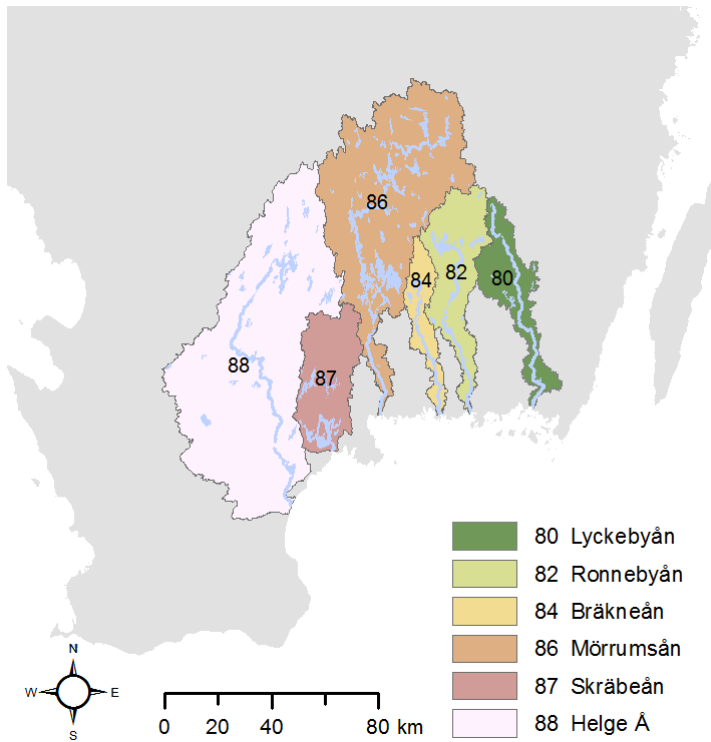 86
84
82
80
88
87
80 Lyckebyån
82 Ronnebyån
84 Bräkneån
86 Mörrumsån
87 Skräbeån
88 Helge Å
N
W E
S
0 20 40 80 km